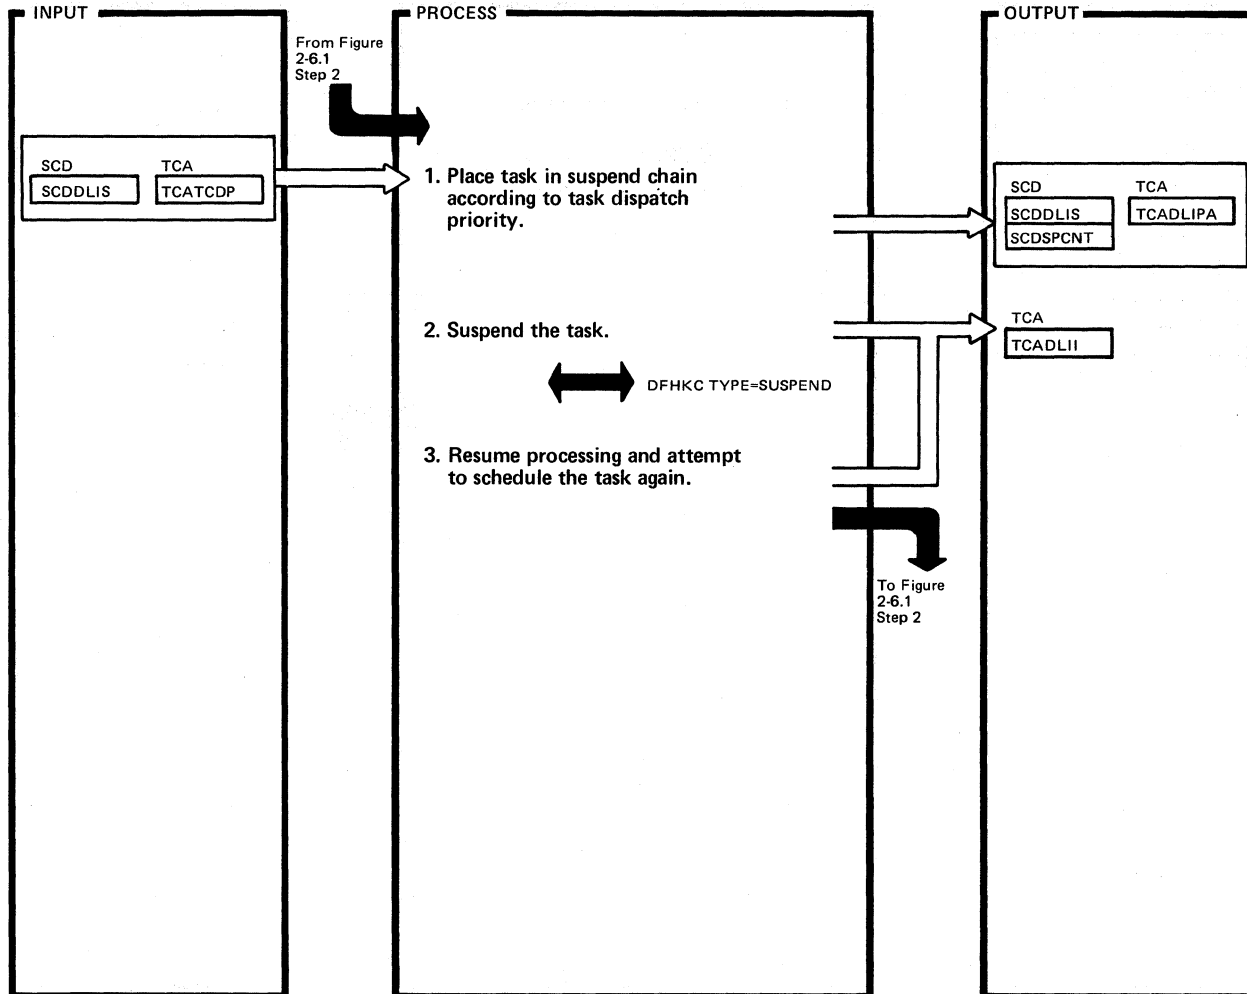 INPUT
PROCESS
OUTPUT
From Figure
2-6.1
Step 2
SCD
TCA
SCDDLIS
TCATCDP
1. Place task in suspend chain
according to task dispatch
priority.
SCD
TCA
SCDDLIS
TCADLIPA
SCDSPCNT
2. Suspend the task.
TCA
TCADLII
DFHKC TYPE=SUSPEND
3. Resume processing and attempt
to schedule the task again.
To Figure
2-6.1
Step 2